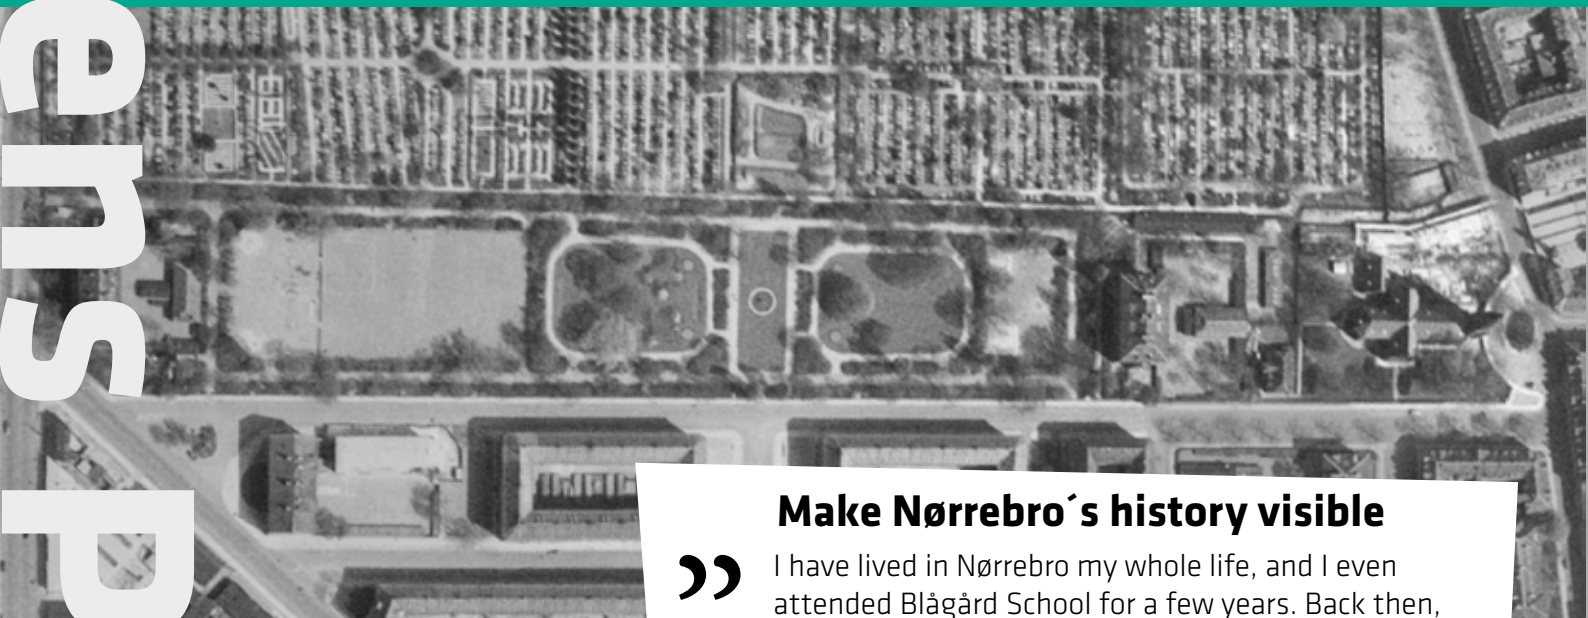 ens P
Make Nørrebro´s history visible
”
I have lived in Nørrebro my whole life, and I even
attended Blågård School for a few years. Back then,